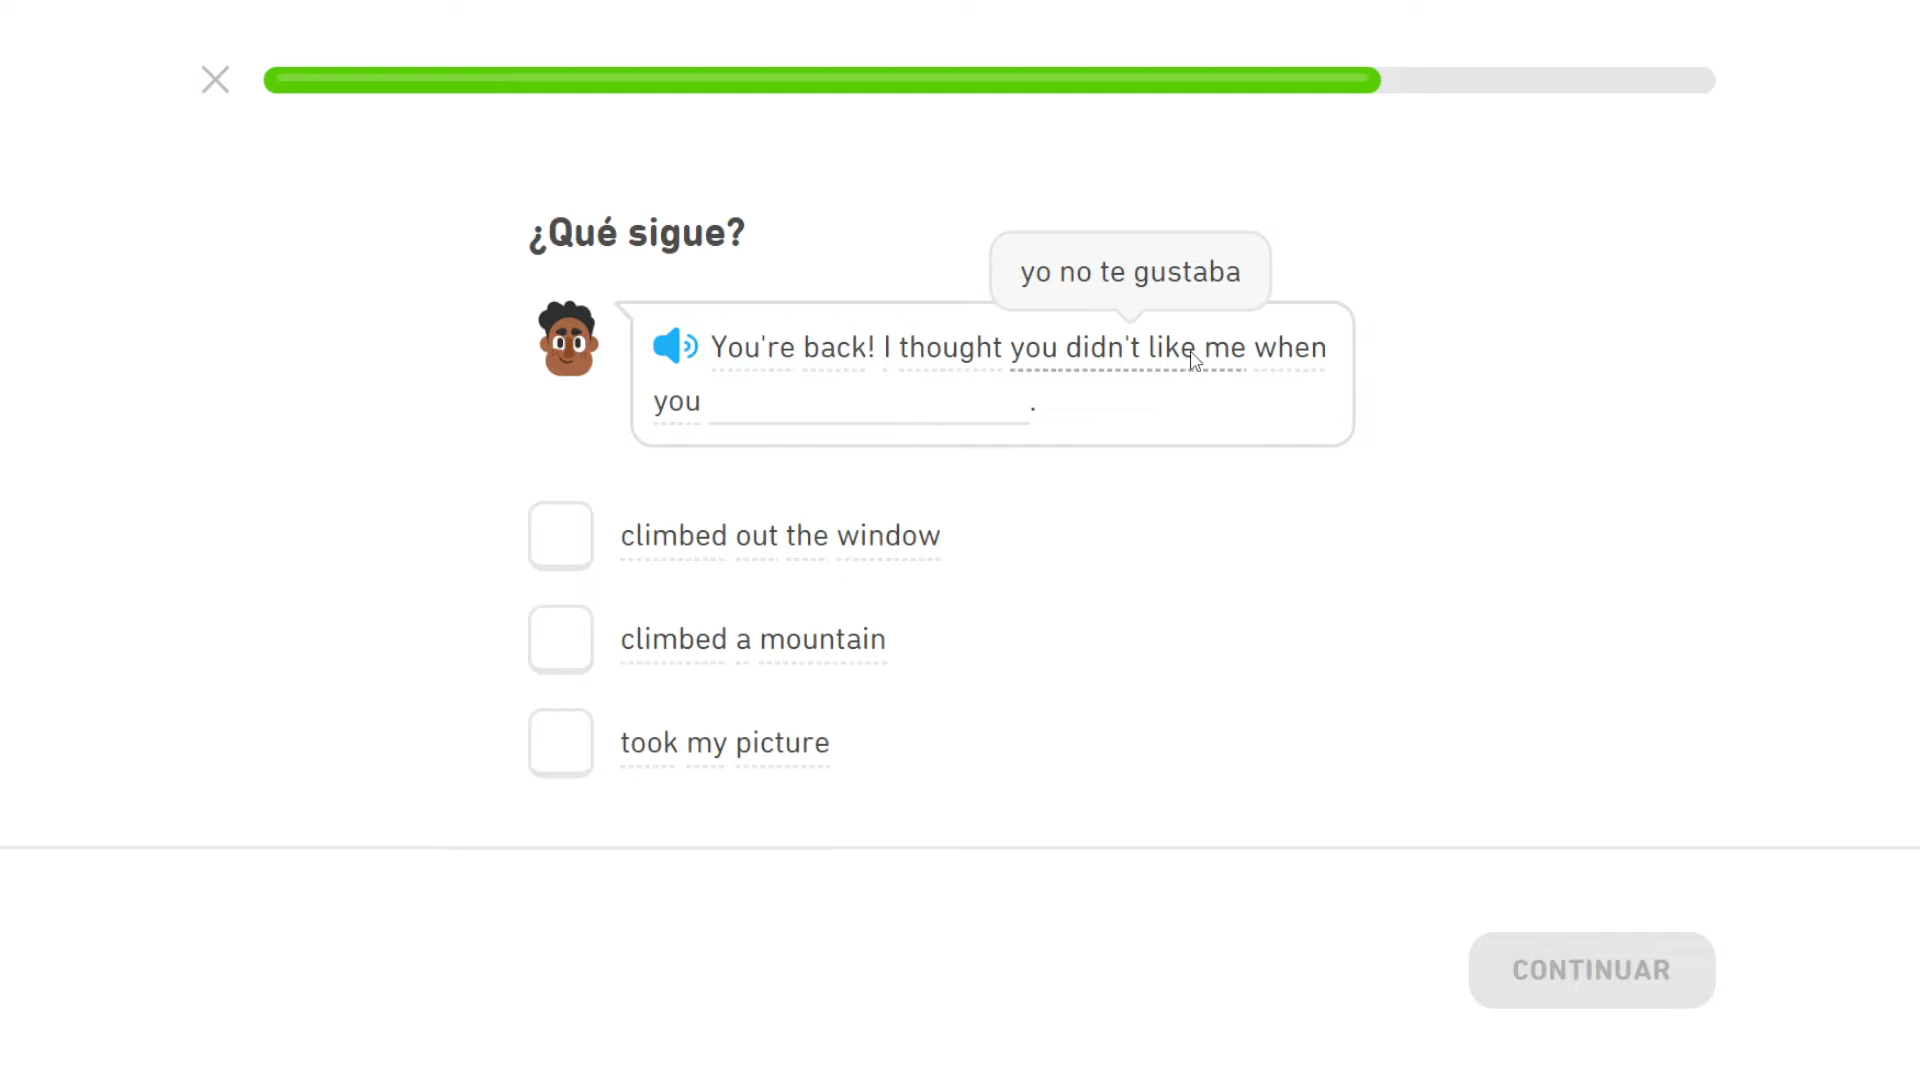 ¿Qué sigue?
yo no te gustaba
You're back! I thought you didn't like me when
you ____________________.
climbed out the window
climbed a mountain
took my picture
CONTINUAR